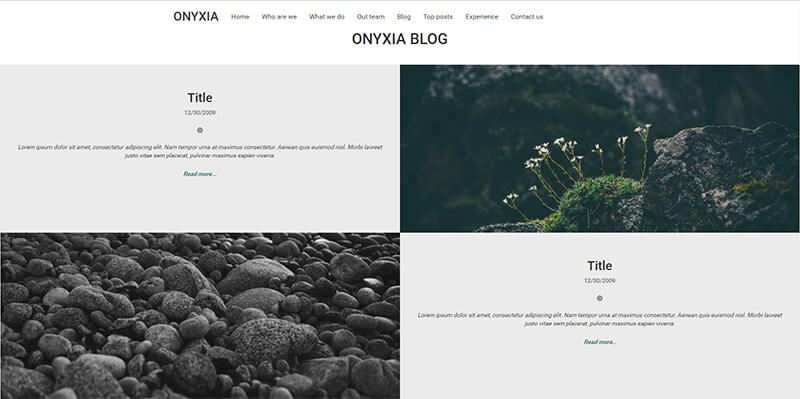 ONYXIA Home Who are we What we do Out team Blog Top posts Experience Contact us
ONYXIA BLOG
Title
12/30/2009
Lorem ipsum dolor sit amet, consectetur adipiscing elit. Nam tempor urna at maximus consectetur. Aenean quis euismod nisl. Morbi laoreet
justo vitae sem placerat, pulvinar maximus sapien viverra.
Read more...
Title
12/30/2009
Lorem ipsum dolor sit amet, consectetur adipiscing elit. Nam tempor urna at maximus consectetur. Aenean quis euismod nisl. Morbi laoreet
justo vitae sem placerat, pulvinar maximus sapien viverra.
Read more...